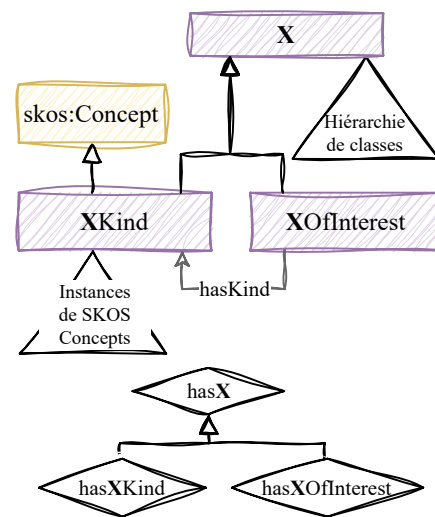 X
skos:Concept
Hiérarchie
de classes
XKind
XOfInterest
hasKind
Instances
de SKOS
Concepts
hasX
hasXKind
hasXOfInterest